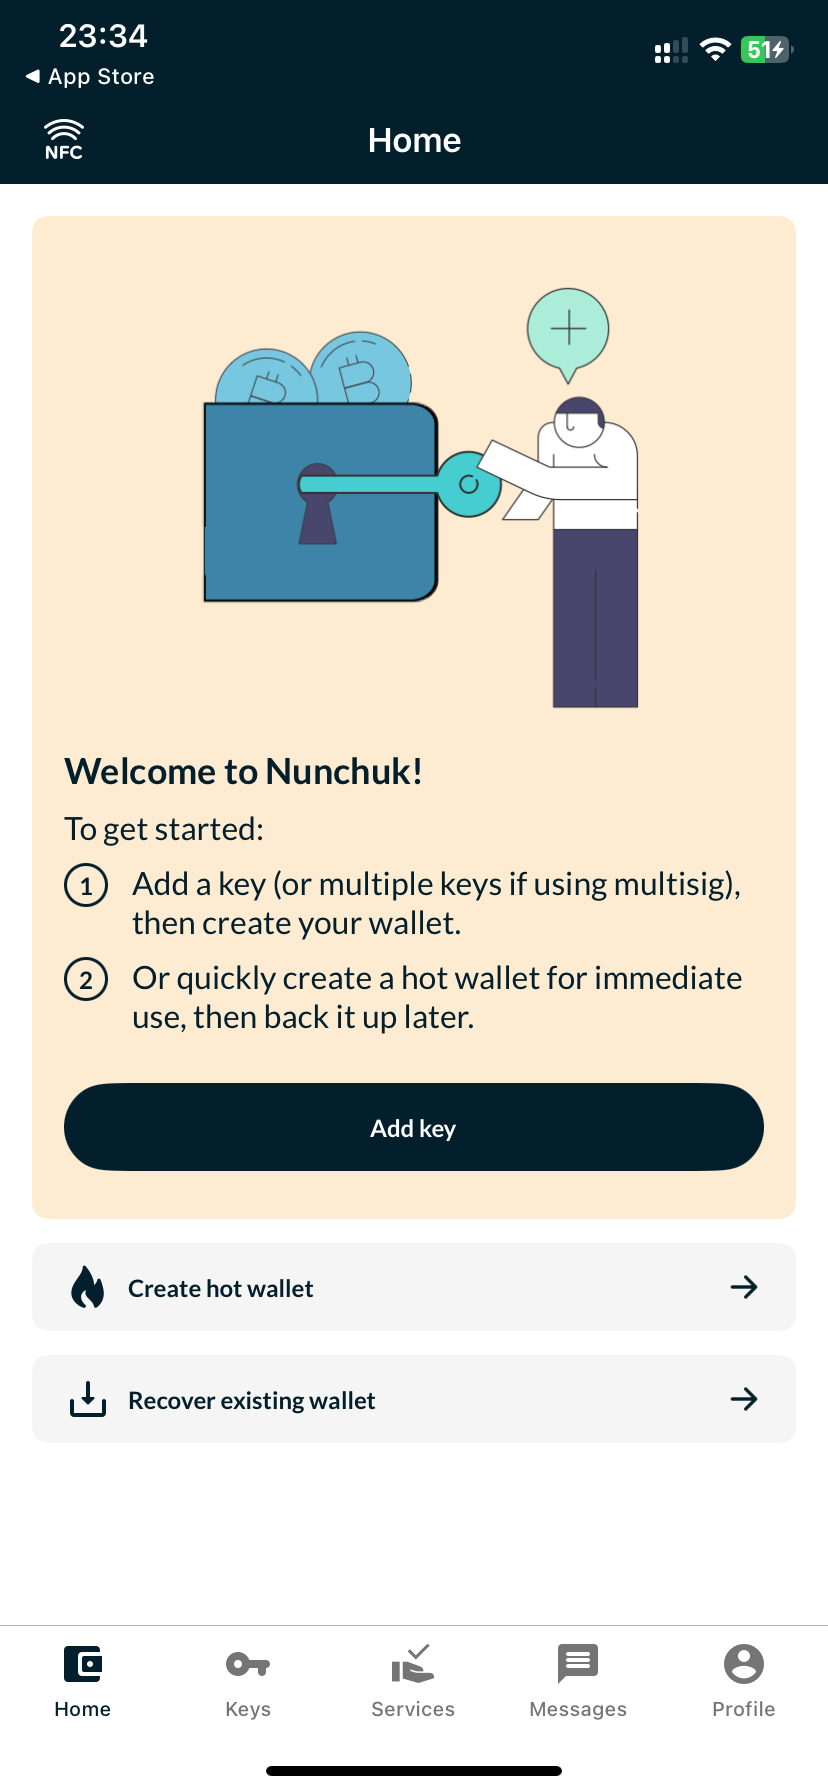 23:34
App Store
51
NFC
Home
Welcome to Nunchuk!
To get started:
1 Add a key (or multiple keys if using multisig),
then create your wallet.
2 Or quickly create a hot wallet for immediate
use, then back it up later.
Add key
Create hot wallet
Recover existing wallet
Home Keys Services Messages Profile